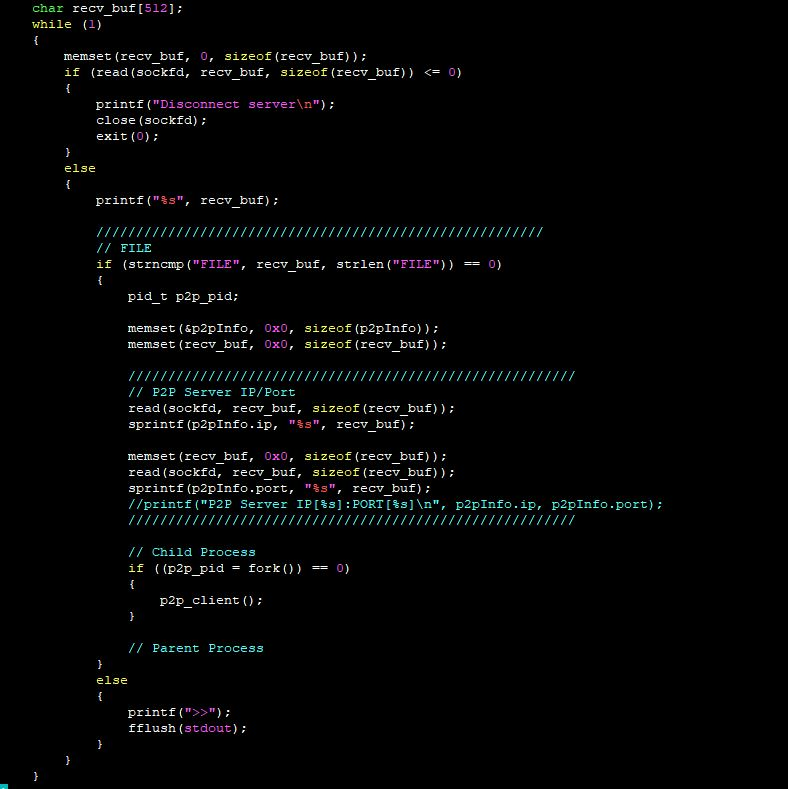 char recv_buf[512];
while (1)
{
    memset(recv_buf, 0, sizeof(recv_buf));
    if (read(sockfd, recv_buf, sizeof(recv_buf)) <= 0)
    {
        printf("Disconnect server\n");
        close(sockfd);
        exit(0);
    }
    else
    {
        printf("%s", recv_buf);

        ////////////////////////////////////////////////////////
        // FILE
        if (strncmp("FILE", recv_buf, strlen("FILE")) == 0)
        {
            pid_t p2p_pid;

            memset(&p2pInfo, 0x0, sizeof(p2pInfo));
            memset(recv_buf, 0x0, sizeof(recv_buf));

            ////////////////////////////////////////////////////////
            // P2P Server IP/Port
            read(sockfd, recv_buf, sizeof(recv_buf));
            sprintf(p2pInfo.ip, "%s", recv_buf);

            memset(recv_buf, 0x0, sizeof(recv_buf));
            read(sockfd, recv_buf, sizeof(recv_buf));
            sprintf(p2pInfo.port, "%s", recv_buf);
            //printf("P2P Server IP[%s]:PORT[%s]\n", p2pInfo.ip, p2pInfo.port);
            ////////////////////////////////////////////////////////

            // Child Process
            if ((p2p_pid = fork()) == 0)
            {
                p2p_client();
            }

            // Parent Process
        }
        else
        {
            printf(">>");
            fflush(stdout);
        }
    }
}